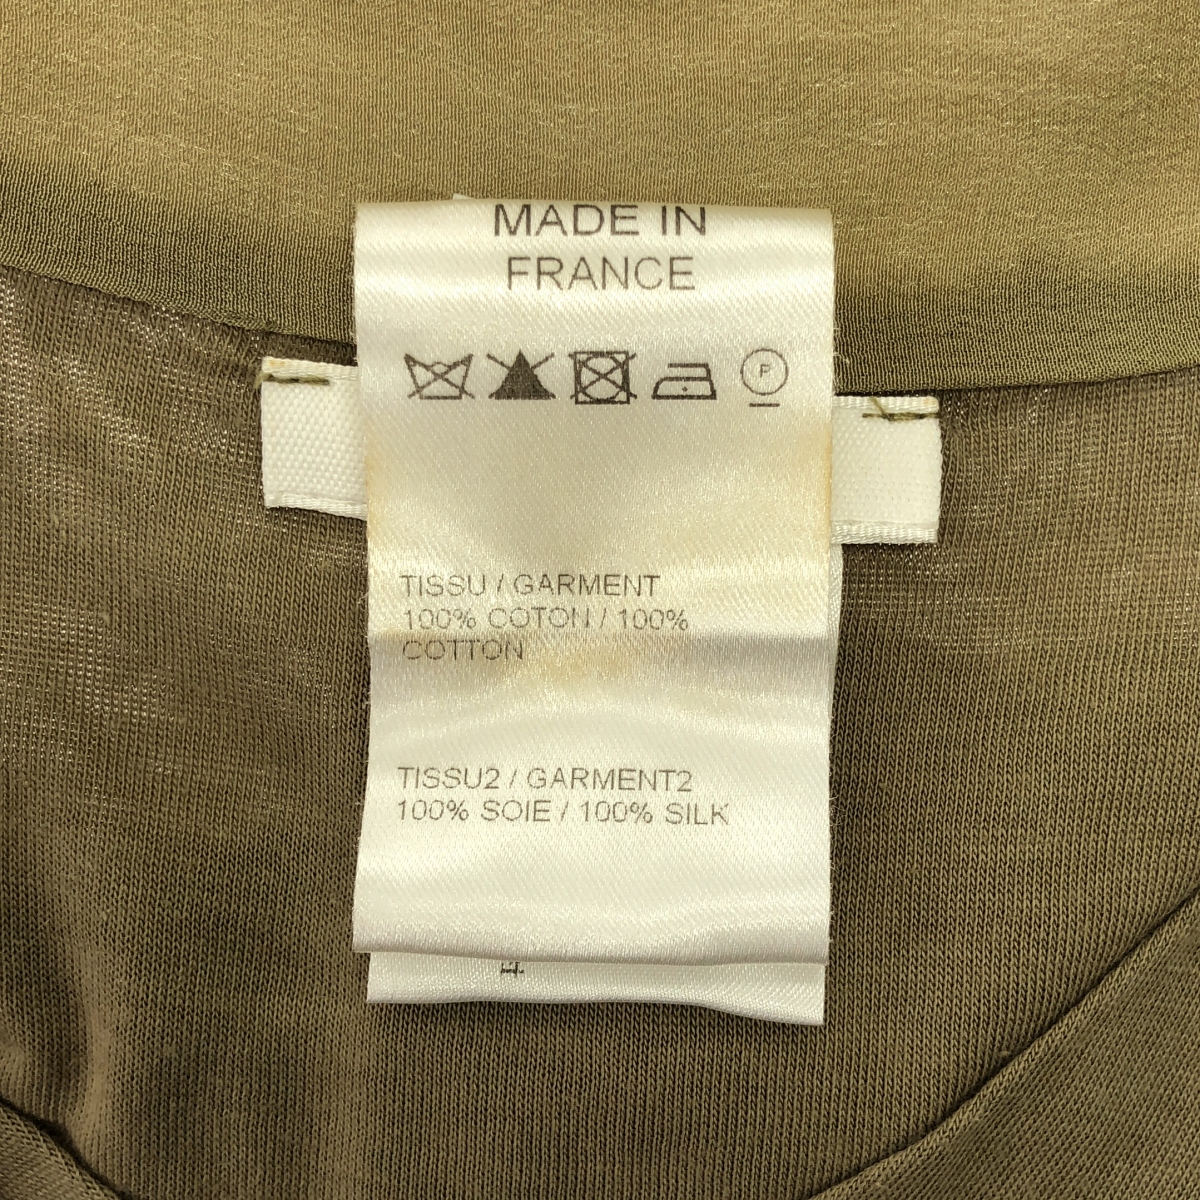 MADE IN
FRANCE
P
TISSU / GARMENT
100% COTON / 100%
COTTON
TISSU2 / GARMENT2
100% SOIE / 100% SILK